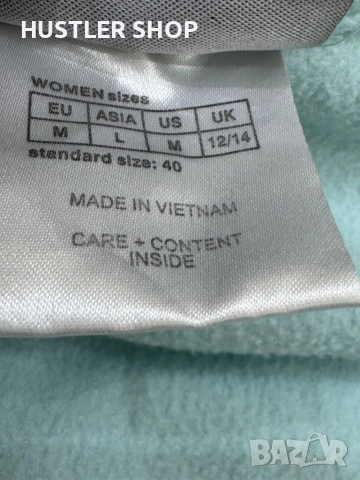 HUSTLER SHOP
WOMEN sizes
EU ASIA US UK
M L M 12/14
standard size: 40
MADE IN VIETNAM
CARE + CONTENT
INSIDE
BAZAR